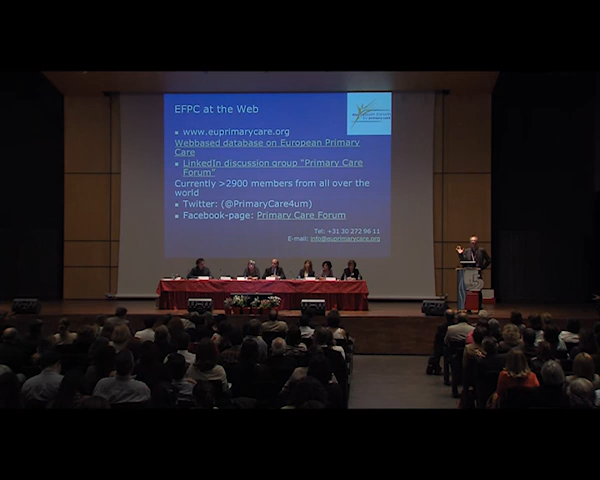 EFPC at the Web
▪ www.euprimarycare.org
Webbased database on European Primary
Care
▪ LinkedIn discussion group "Primary Care
Forum"
Currently >2900 members from all over the
world
▪ Twitter: (@PrimaryCare4um)
▪ Facebook-page: Primary Care Forum
Tel: +31 30 272 96 11
E-mail: info@euprimarycare.org
5